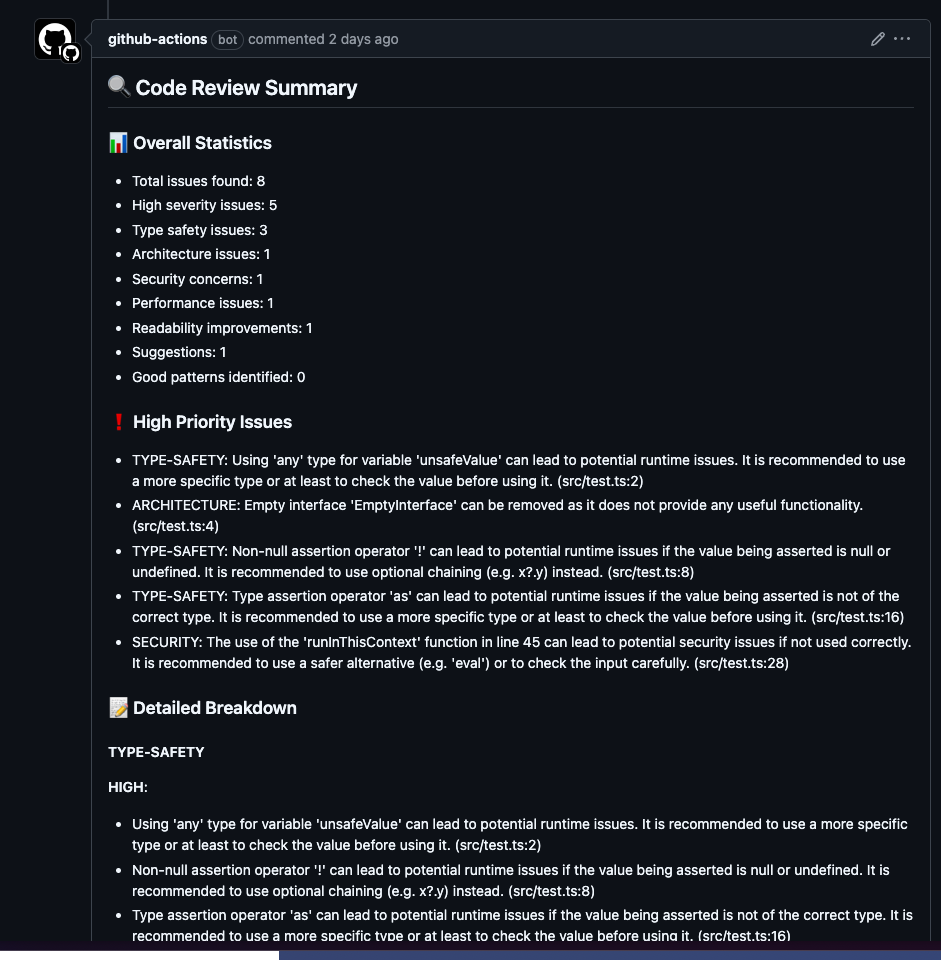 github-actions bot commented 2 days ago
Code Review Summary
Overall Statistics
Total issues found: 8
High severity issues: 5
Type safety issues: 3
Architecture issues: 1
Security concerns: 1
Performance issues: 1
Readability improvements: 1
Suggestions: 1
Good patterns identified: 0
High Priority Issues
TYPE-SAFETY: Using 'any' type for variable 'unsafeValue' can lead to potential runtime issues. It is recommended to use
a more specific type or at least to check the value before using it. (src/test.ts:2)
ARCHITECTURE: Empty interface 'EmptyInterface' can be removed as it does not provide any useful functionality.
(src/test.ts:4)
TYPE-SAFETY: Non-null assertion operator '!' can lead to potential runtime issues if the value being asserted is null or
undefined. It is recommended to use optional chaining (e.g. x?.y) instead. (src/test.ts:8)
TYPE-SAFETY: Type assertion operator 'as' can lead to potential runtime issues if the value being asserted is not of the
correct type. It is recommended to use a more specific type or at least to check the value before using it. (src/test.ts:16)
SECURITY: The use of the 'runInThisContext' function in line 45 can lead to potential security issues if not used correctly.
It is recommended to use a safer alternative (e.g. 'eval') or to check the input carefully. (src/test.ts:28)
Detailed Breakdown
TYPE-SAFETY
HIGH:
Using 'any' type for variable 'unsafeValue' can lead to potential runtime issues. It is recommended to use a more specific
type or at least to check the value before using it. (src/test.ts:2)
Non-null assertion operator '!' can lead to potential runtime issues if the value being asserted is null or undefined. It is
recommended to use optional chaining (e.g. x?.y) instead. (src/test.ts:8)
Type assertion operator 'as' can lead to potential runtime issues if the value being asserted is not of the correct type. It is
recommended to use a more specific type or at least to check the value before using it. (src/test.ts:16)